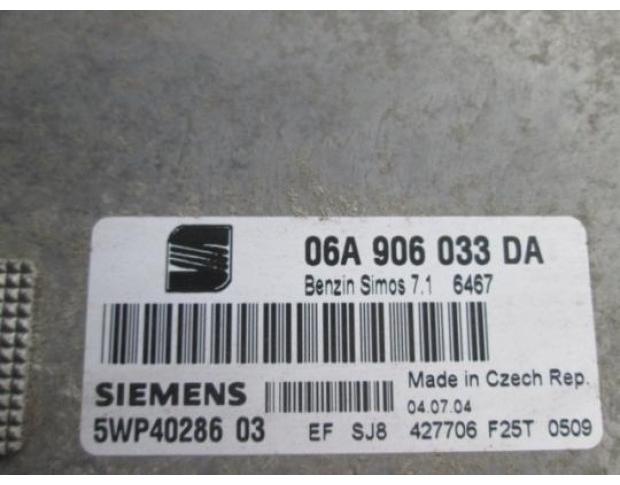 06A 906 033 DA
Benzin Simos 7.1 6467
SIEMENS
Made in Czech Rep.
04.07.04
5WP40286 03 EF SJ8 427706 F25T 0509